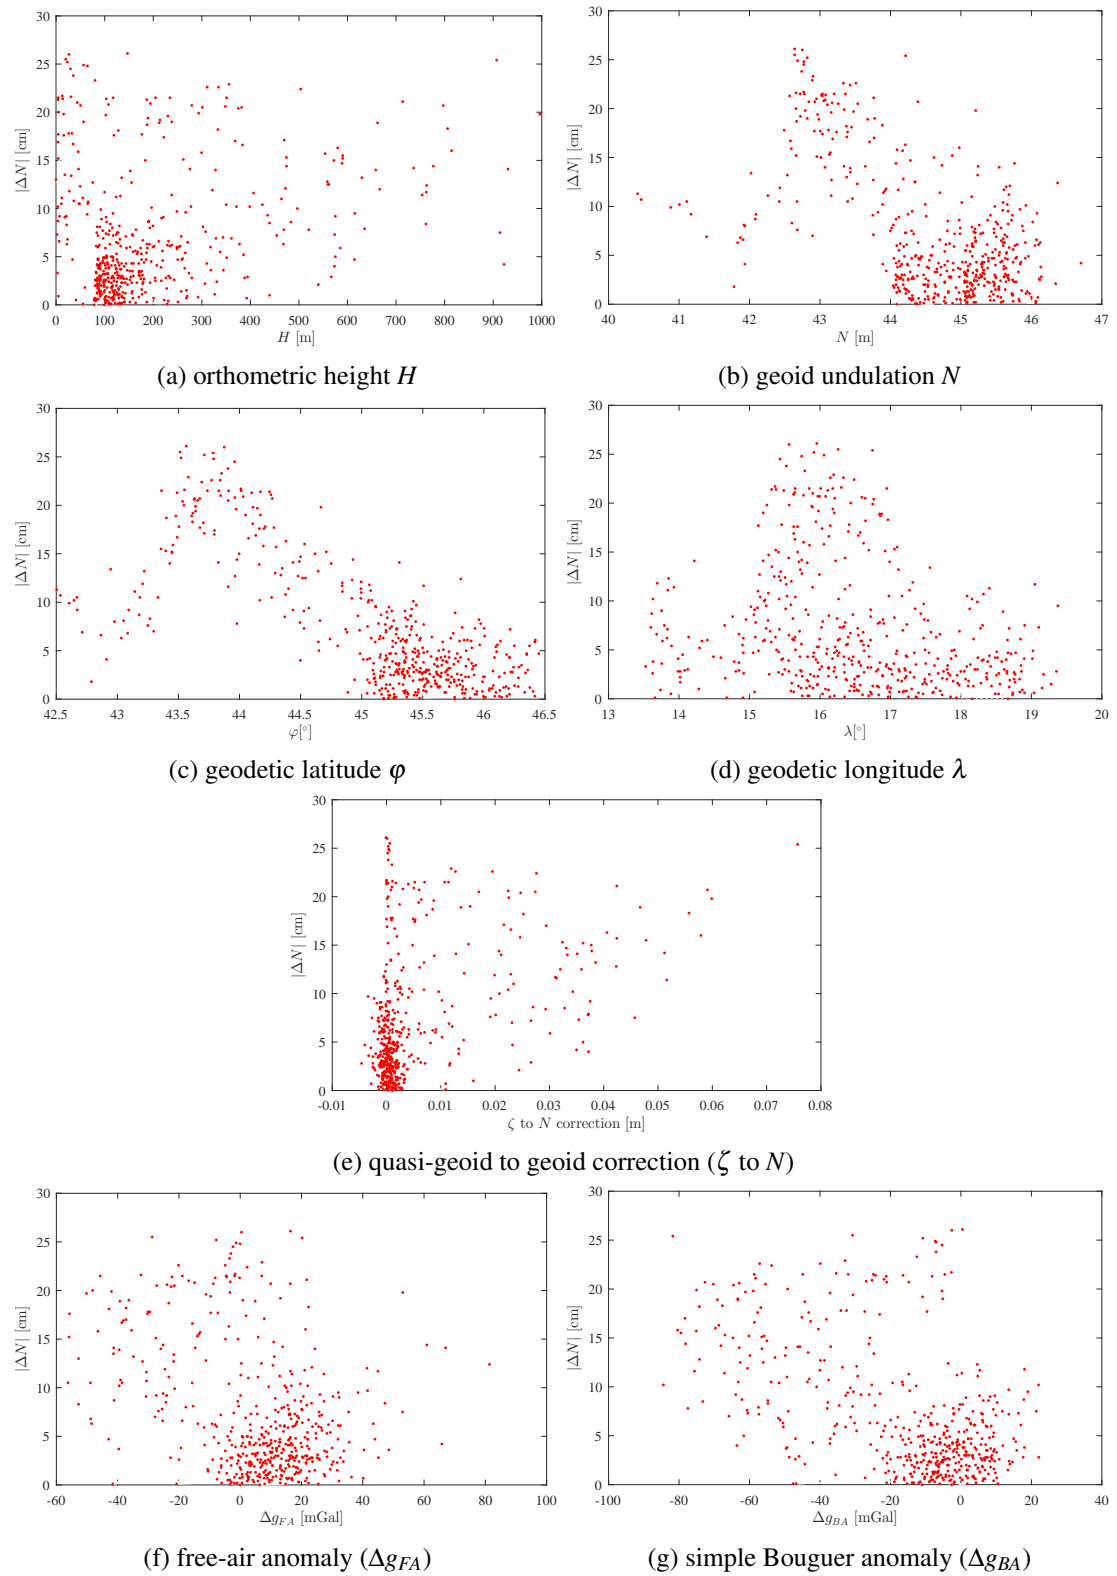 30
25
20
15
10
5
0
|ΔN| [cm]
0 100 200 300 400 500 600 700 800 900 1000
H [m]
(a) orthometric height H
30
25
20
15
10
5
0
|ΔN| [cm]
40 41 42 43 44 45 46 47
N [m]
(b) geoid undulation N
30
25
20
15
10
5
0
|ΔN| [cm]
42.5 43 43.5 44 44.5 45 45.5 46 46.5
φ[°]
(c) geodetic latitude φ
30
25
20
15
10
5
0
|ΔN| [cm]
13 14 15 16 17 18 19 20
λ[°]
(d) geodetic longitude λ
30
25
20
15
10
5
0
|ΔN| [cm]
-0.01 0 0.01 0.02 0.03 0.04 0.05 0.06 0.07 0.08
ζ to N correction [m]
(e) quasi-geoid to geoid correction (ζ to N)
30
25
20
15
10
5
0
|ΔN| [cm]
-60 -40 -20 0 20 40 60 80 100
Δg_FA [mGal]
(f) free-air anomaly (Δg_FA)
30
25
20
15
10
5
0
|ΔN| [cm]
-100 -80 -60 -40 -20 0 20 40
Δg_BA [mGal]
(g) simple Bouguer anomaly (Δg_BA)